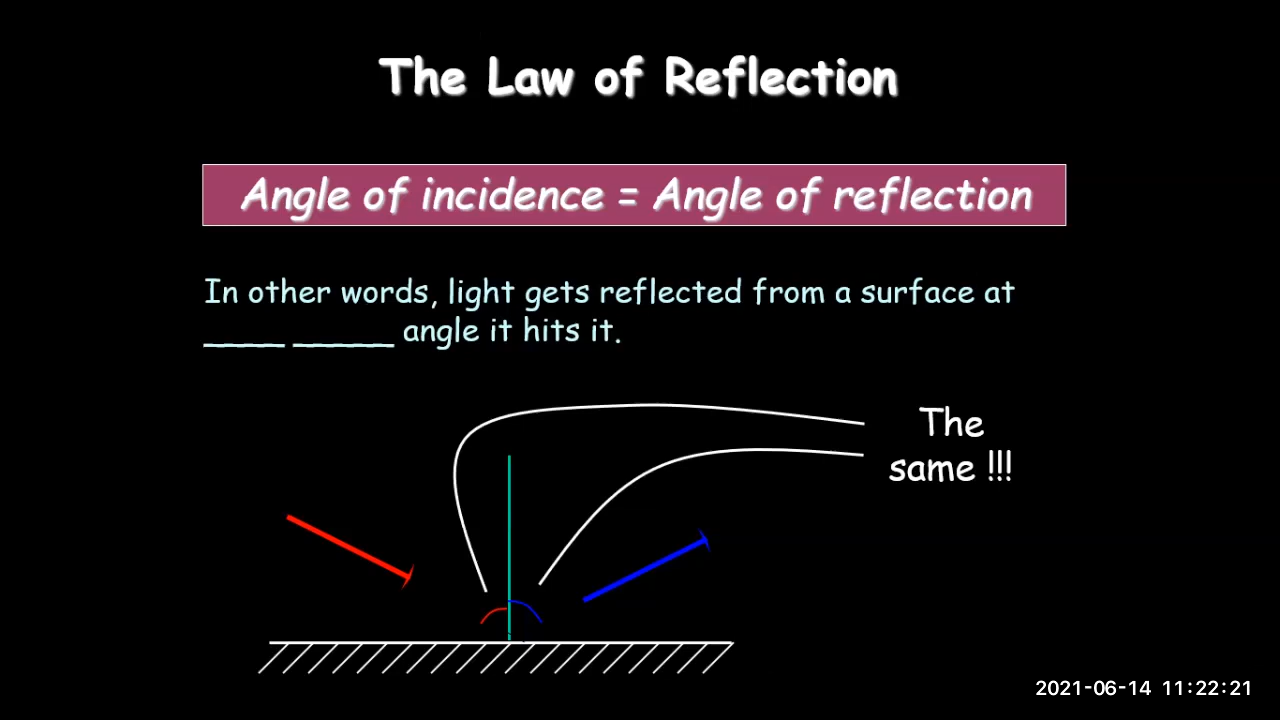 The Law of Reflection
Angle of incidence = Angle of reflection
In other words, light gets reflected from a surface at
____ _____ angle it hits it.
The
same !!!
2021-06-14 11:22:21